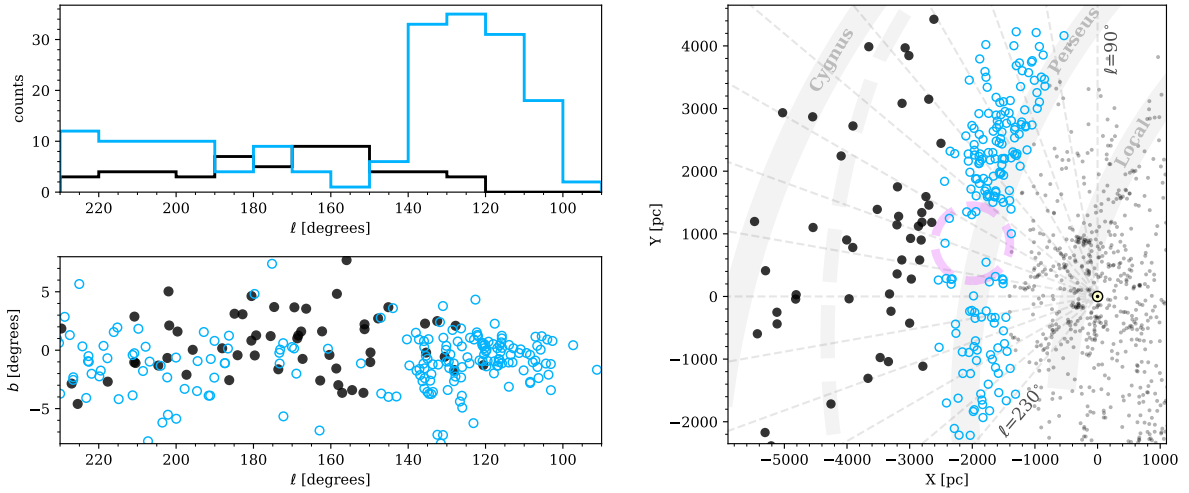 30
20
10
0
counts
220 200 180 160 140 120 100
ℓ [degrees]
5
0
−5
b [degrees]
220 200 180 160 140 120 100
ℓ [degrees]
4000
3000
2000
1000
0
−1000
−2000
Y [pc]
Cygnus
Perseus
Local
ℓ=90°
ℓ=230°
−5000 −4000 −3000 −2000 −1000 0 1000
X [pc]